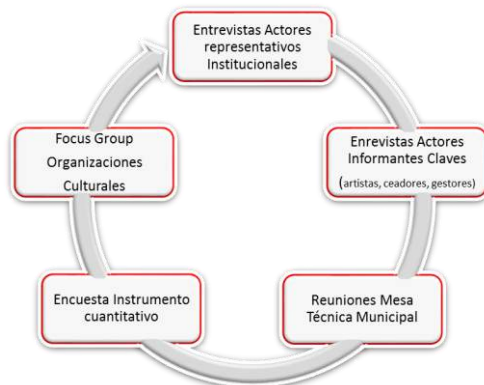 Entrevistas Actores
representativos
Institucionales
Enrevistas Actores
Informantes Claves
(artistas, ceadores, gestores)
Reuniones Mesa
Técnica Municipal
Encuesta Instrumento
cuantitativo
Focus Group
Organizaciones
Culturales